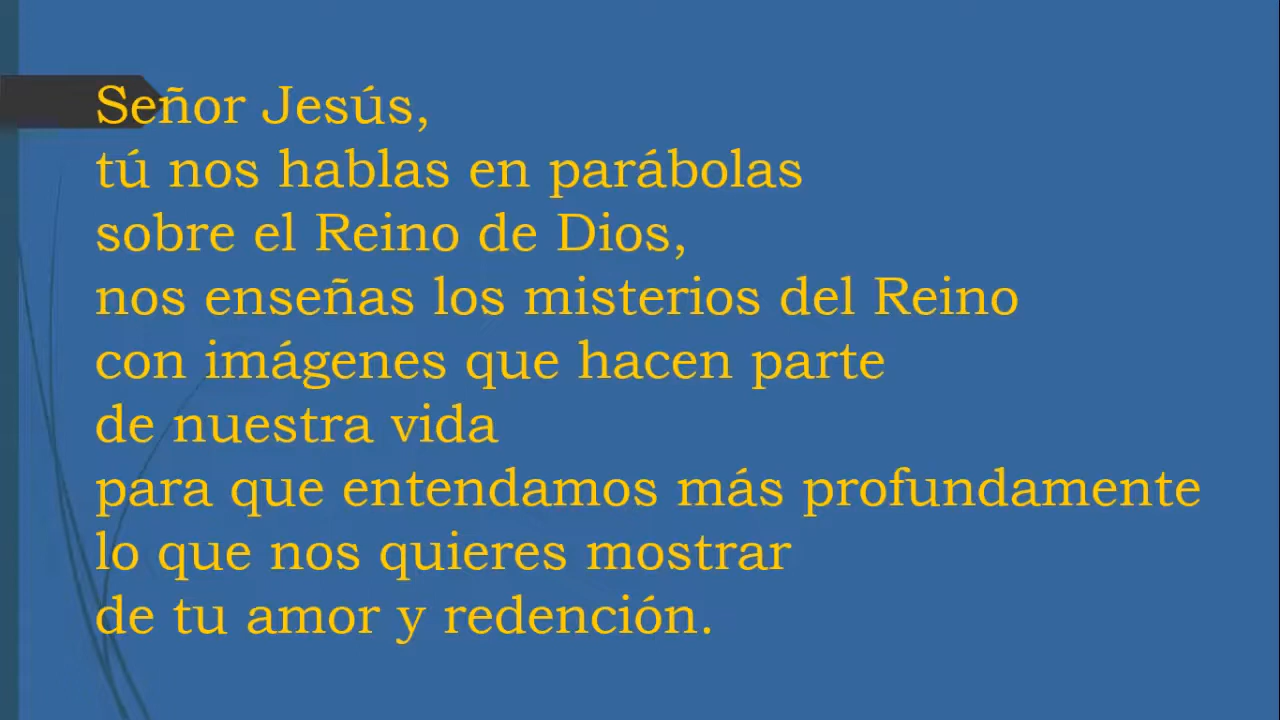 Señor Jesús,
tú nos hablas en parábolas
sobre el Reino de Dios,
nos enseñas los misterios del Reino
con imágenes que hacen parte
de nuestra vida
para que entendamos más profundamente
lo que nos quieres mostrar
de tu amor y redención.